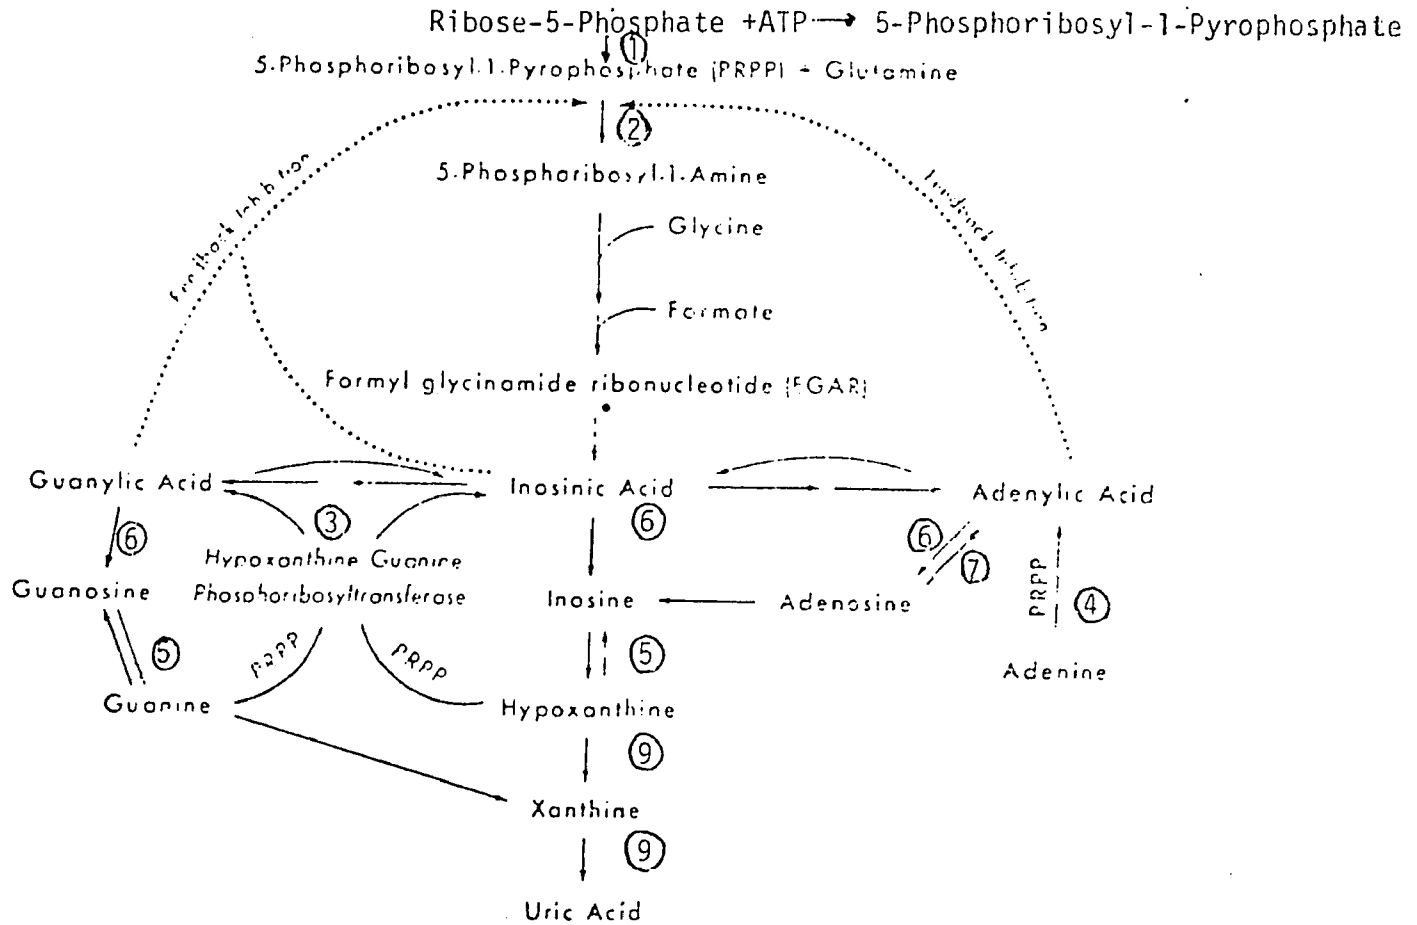 Ribose-5-Phosphate +ATP → 5-Phosphoribosyl-1-Pyrophosphate
①
5.Phosphoribosyl.1.Pyrophosphate (PRPP) + Glutamine
②
5.Phosphoribosyl.1.Amine
Feedback Inhibition
Feedback Inhibition
Glycine
Formate
Formyl glycinamide ribonucleotide (FGAR)
Guanylic Acid
Inosinic Acid
Adenylic Acid
⑥
③
⑥
⑥
⑦
Hypoxanthine Guanine
Phosphoribosyltransferase
PRPP
④
Guanosine
Inosine
Adenosine
⑤
PRPP
PRPP
⑤
Adenine
Guanine
Hypoxanthine
⑨
Xanthine
⑨
Uric Acid